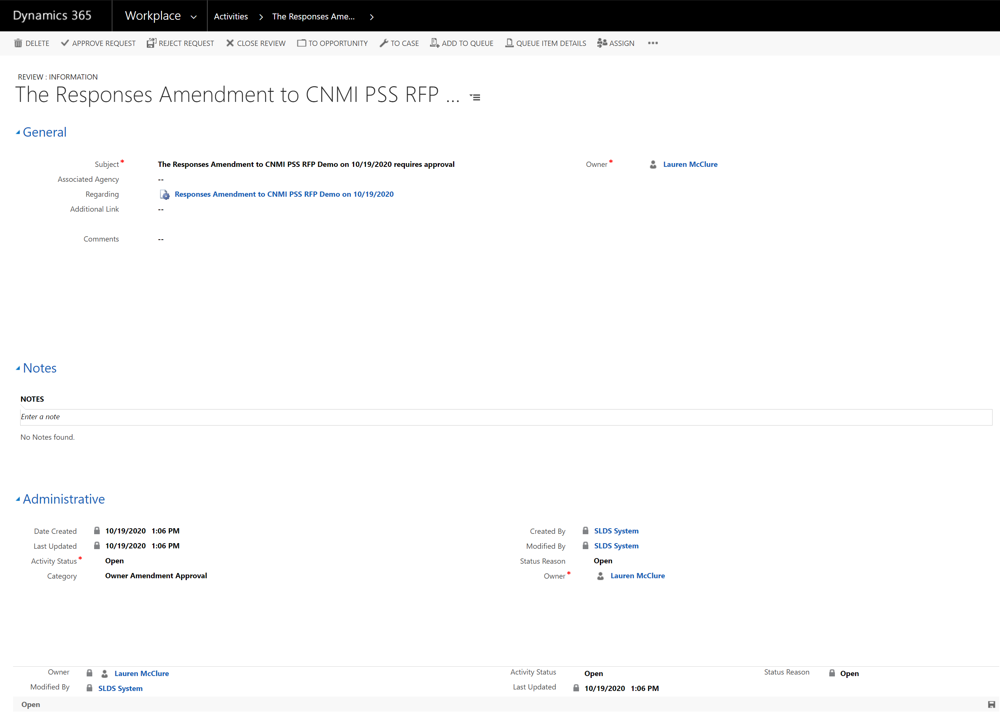 Dynamics 365 Workplace Activities The Responses Ame...
DELETE APPROVE REQUEST REJECT REQUEST CLOSE REVIEW TO OPPORTUNITY TO CASE ADD TO QUEUE QUEUE ITEM DETAILS ASSIGN •••
REVIEW : INFORMATION
The Responses Amendment to CNMI PSS RFP ...
General
Subject* The Responses Amendment to CNMI PSS RFP Demo on 10/19/2020 requires approval Owner* Lauren McClure
Associated Agency --
Regarding Responses Amendment to CNMI PSS RFP Demo on 10/19/2020
Additional Link --
Comments --
Notes
NOTES
Enter a note
No Notes found.
Administrative
Date Created 10/19/2020 1:06 PM Created By SLDS System
Last Updated 10/19/2020 1:06 PM Modified By SLDS System
Activity Status* Open Status Reason Open
Category Owner Amendment Approval Owner* Lauren McClure
Owner Lauren McClure Activity Status Open Status Reason Open
Modified By SLDS System Last Updated 10/19/2020 1:06 PM
Open